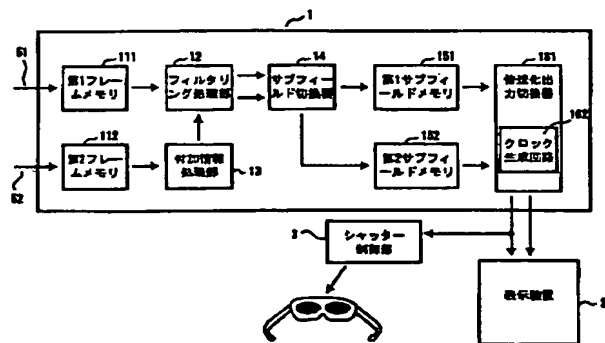 1
S1
111
12
14
151
161
第1フレー
ムメモリ
フィルタリ
ング処理部
サブフィー
ルド切換器
第1サブフィ
ールドメモリ
倍速化出
力切換器
162
112
152
クロック
生成回路
第2フレー
ムメモリ
付加情報
処理部
13
第2サブフィ
ールドメモリ
S2
3
シャッター
制御部
表示装置
2